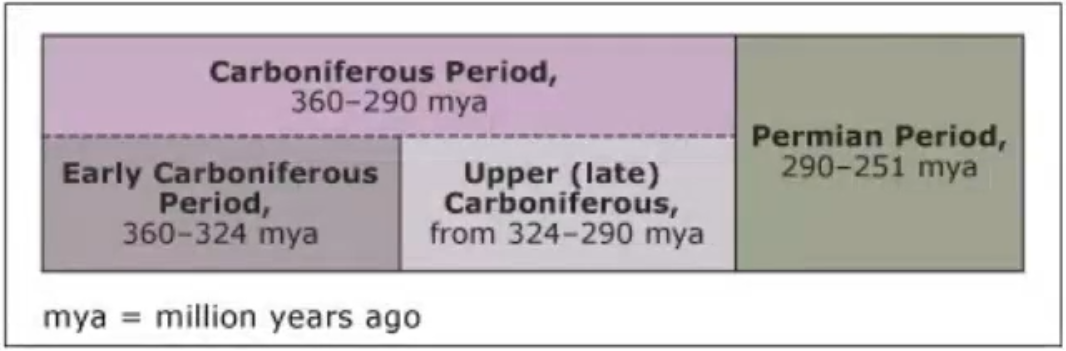 Carboniferous Period,
360–290 mya
Early Carboniferous
Period,
360–324 mya
Upper (late)
Carboniferous,
from 324–290 mya
Permian Period,
290–251 mya
mya = million years ago